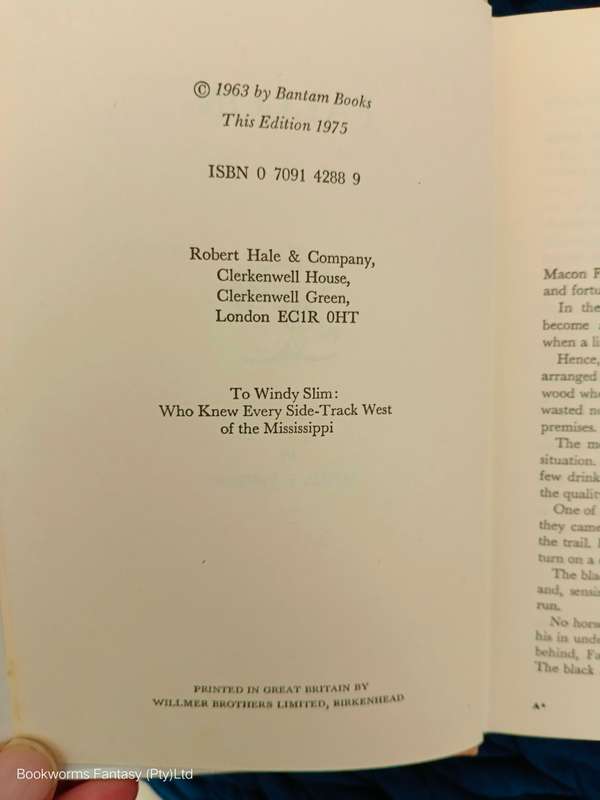 © 1963 by Bantam Books
This Edition 1975
ISBN 0 7091 4288 9
Robert Hale & Company,
Clerkenwell House,
Clerkenwell Green,
London EC1R 0HT
To Windy Slim:
Who Knew Every Side-Track West
of the Mississippi
PRINTED IN GREAT BRITAIN BY
WILLMER BROTHERS LIMITED, BIRKENHEAD
Macon
and
In the
become
when a
Hence,
arranged
wood
wasted
premises.
The
situation.
few
the
One of
they came
the trail.
turn on a
The
and,
run.
No
his in
behind,
The black
A*
Bookworms Fantasy (Pty)Ltd